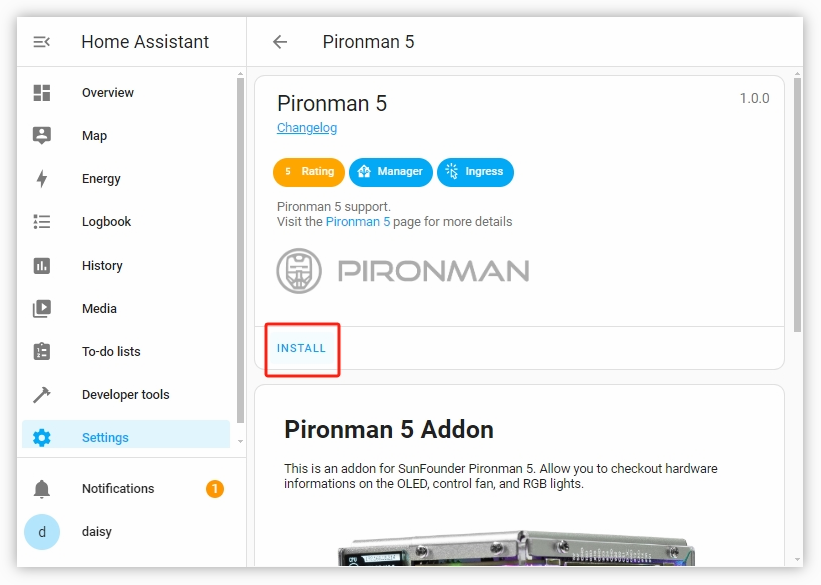 Home Assistant
Pironman 5
Overview
Map
Energy
Logbook
History
Media
To-do lists
Developer tools
Settings
Notifications
1
d
daisy
Pironman 5
1.0.0
Changelog
5 Rating
Manager
Ingress
Pironman 5 support.
Visit the Pironman 5 page for more details
PIRONMAN
INSTALL
Pironman 5 Addon
This is an addon for SunFounder Pironman 5. Allow you to checkout hardware
informations on the OLED, control fan, and RGB lights.